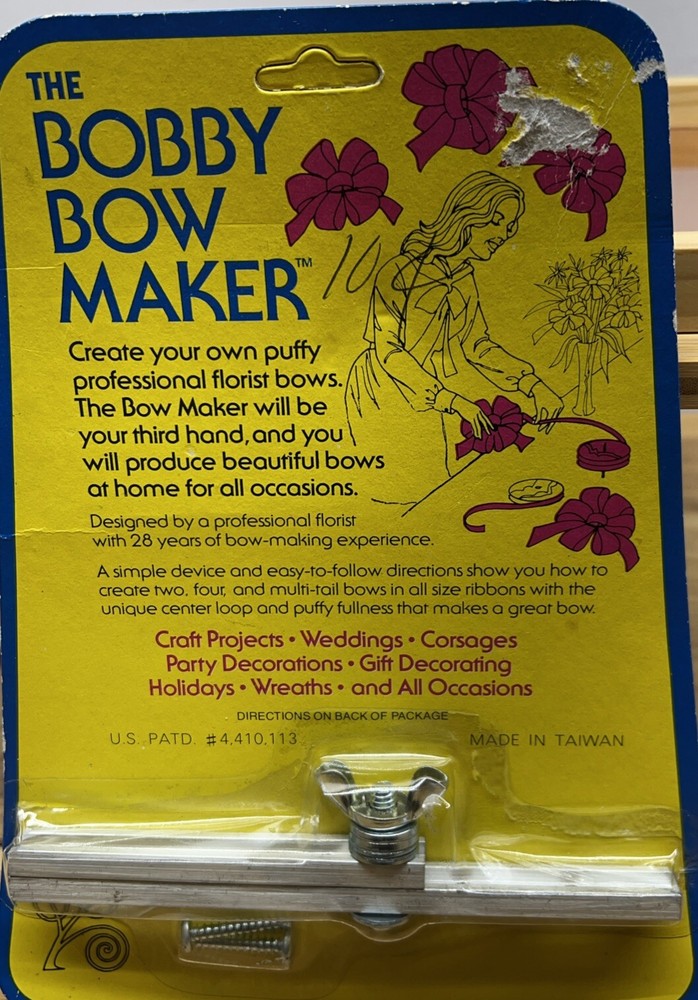 THE
BOBBY
BOW
MAKER™
10
Create your own puffy
professional florist bows.
The Bow Maker will be
your third hand, and you
will produce beautiful bows
at home for all occasions.
Designed by a professional florist
with 28 years of bow-making experience.
A simple device and easy-to-follow directions show you how to
create two, four, and multi-tail bows in all size ribbons with the
unique center loop and puffy fullness that makes a great bow.
Craft Projects • Weddings • Corsages
Party Decorations • Gift Decorating
Holidays • Wreaths • and All Occasions
DIRECTIONS ON BACK OF PACKAGE
U.S. PATD. #4,410,113
MADE IN TAIWAN